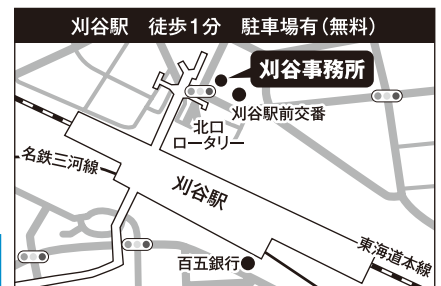 刈谷駅　徒歩1分　駐車場有(無料)
刈谷事務所
刈谷駅前交番
北口
ロータリー
名鉄三河線
刈谷駅
東海道本線
百五銀行